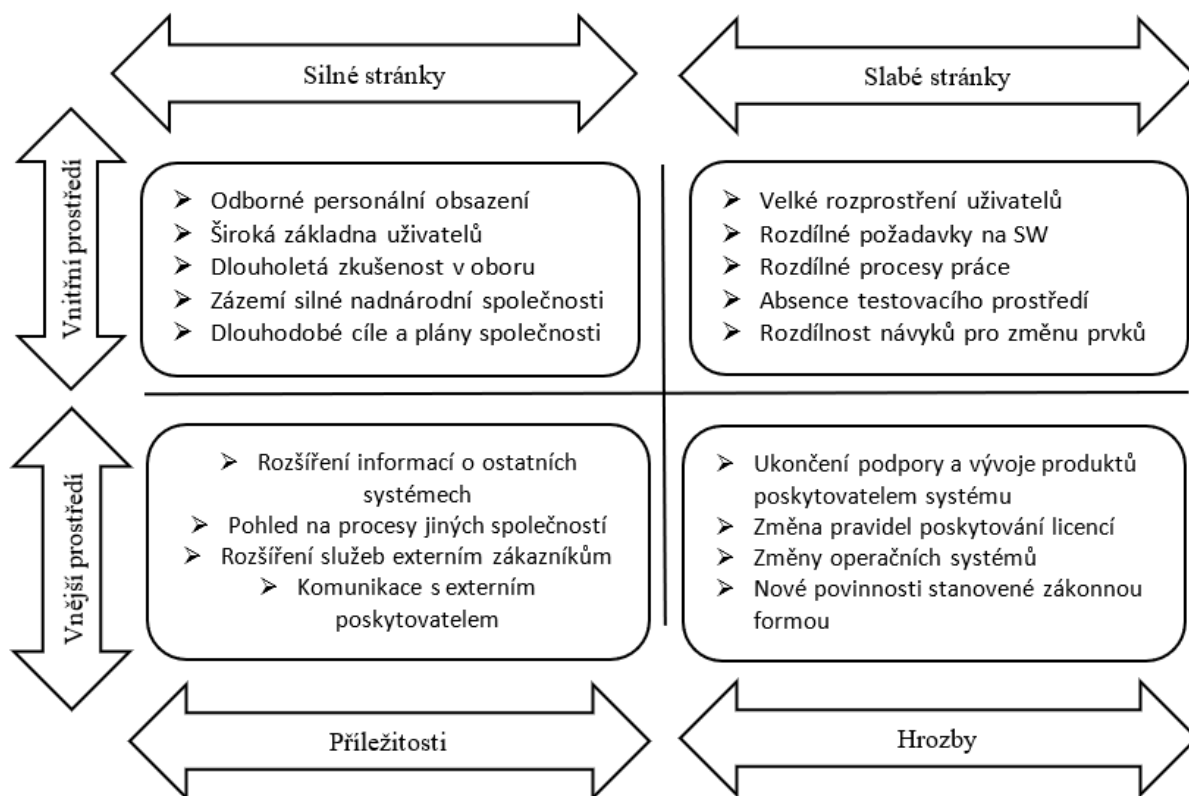 Silné stránky
Slabé stránky
Vnitřní prostředí
➢ Odborné personální obsazení
➢ Široká základna uživatelů
➢ Dlouholetá zkušenost v oboru
➢ Zázemí silné nadnárodní společnosti
➢ Dlouhodobé cíle a plány společnosti
➢ Velké rozprostření uživatelů
➢ Rozdílné požadavky na SW
➢ Rozdílné procesy práce
➢ Absence testovacího prostředí
➢ Rozdílnost návyků pro změnu prvků
Vnější prostředí
➢ Rozšíření informací o ostatních
systémech
➢ Pohled na procesy jiných společností
➢ Rozšíření služeb externím zákazníkům
➢ Komunikace s externím
poskytovatelem
➢ Ukončení podpory a vývoje produktů
poskytovatelem systému
➢ Změna pravidel poskytování licencí
➢ Změny operačních systémů
➢ Nové povinnosti stanovené zákonnou
formou
Příležitosti
Hrozby